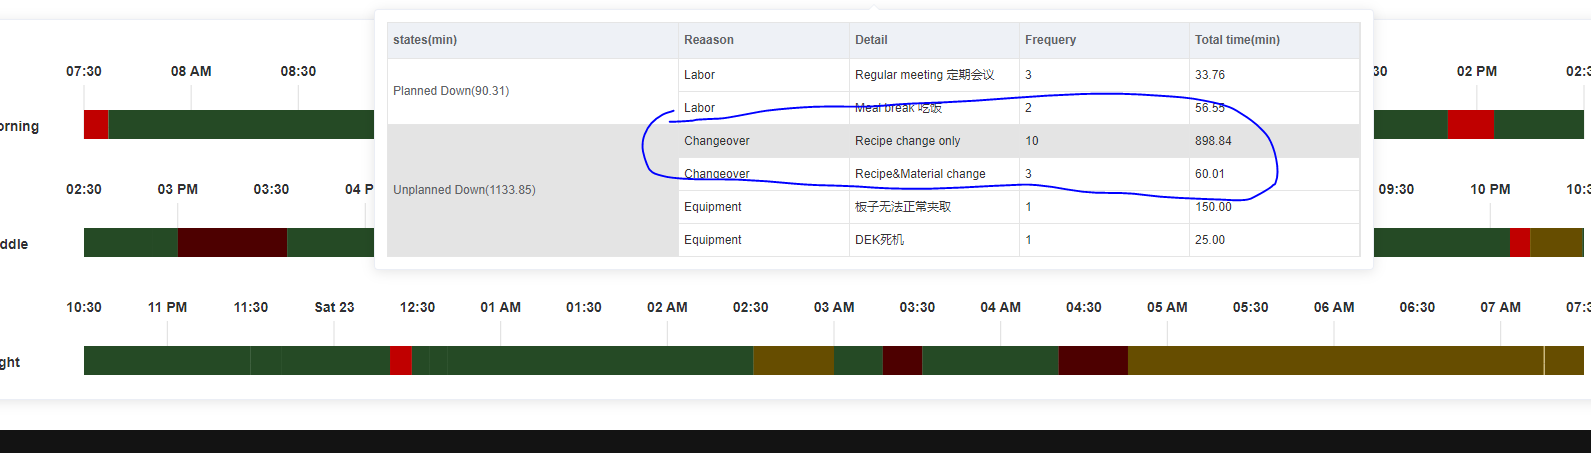 states(min) Reaason Detail Frequery Total time(min)
Planned Down(90.31)
Labor Regular meeting 定期会议 3 33.76
Labor Meal break 吃饭 2 56.55
Unplanned Down(1133.85)
Changeover Recipe change only 10 898.84
Changeover Recipe&Material change 3 60.01
Equipment 板子无法正常夹取 1 150.00
Equipment DEK死机 1 25.00
07:30 08 AM 08:30 30 02 PM 02:3
orning
02:30 03 PM 03:30 04 P 09:30 10 PM 10:3
ddle
10:30 11 PM 11:30 Sat 23 12:30 01 AM 01:30 02 AM 02:30 03 AM 03:30 04 AM 04:30 05 AM 05:30 06 AM 06:30 07 AM 07:3
ght